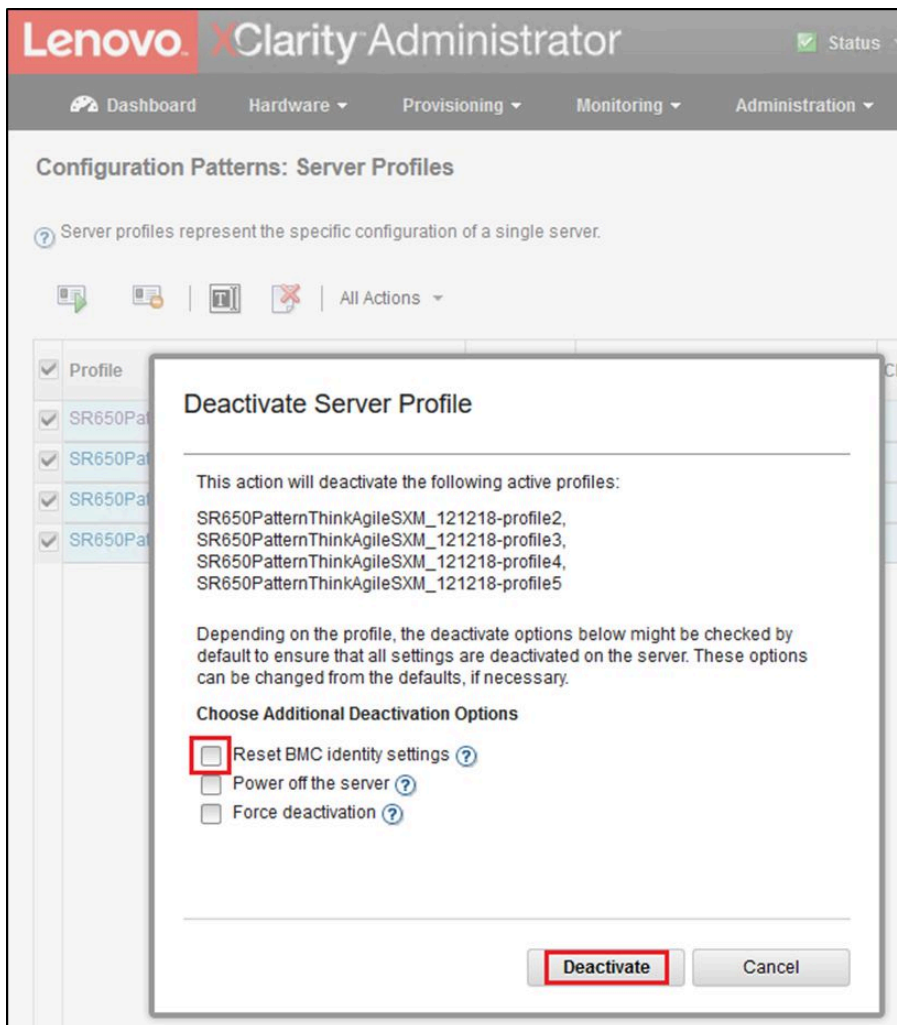 Lenovo XClarity Administrator Status
Dashboard Hardware Provisioning Monitoring Administration
Configuration Patterns: Server Profiles
Server profiles represent the specific configuration of a single server.
All Actions
Profile
SR650Pat
SR650Pat
SR650Pat
SR650Pat
Deactivate Server Profile
This action will deactivate the following active profiles:
SR650PatternThinkAgileSXM_121218-profile2,
SR650PatternThinkAgileSXM_121218-profile3,
SR650PatternThinkAgileSXM_121218-profile4,
SR650PatternThinkAgileSXM_121218-profile5
Depending on the profile, the deactivate options below might be checked by
default to ensure that all settings are deactivated on the server. These options
can be changed from the defaults, if necessary.
Choose Additional Deactivation Options
Reset BMC identity settings ?
Power off the server ?
Force deactivation ?
Deactivate Cancel